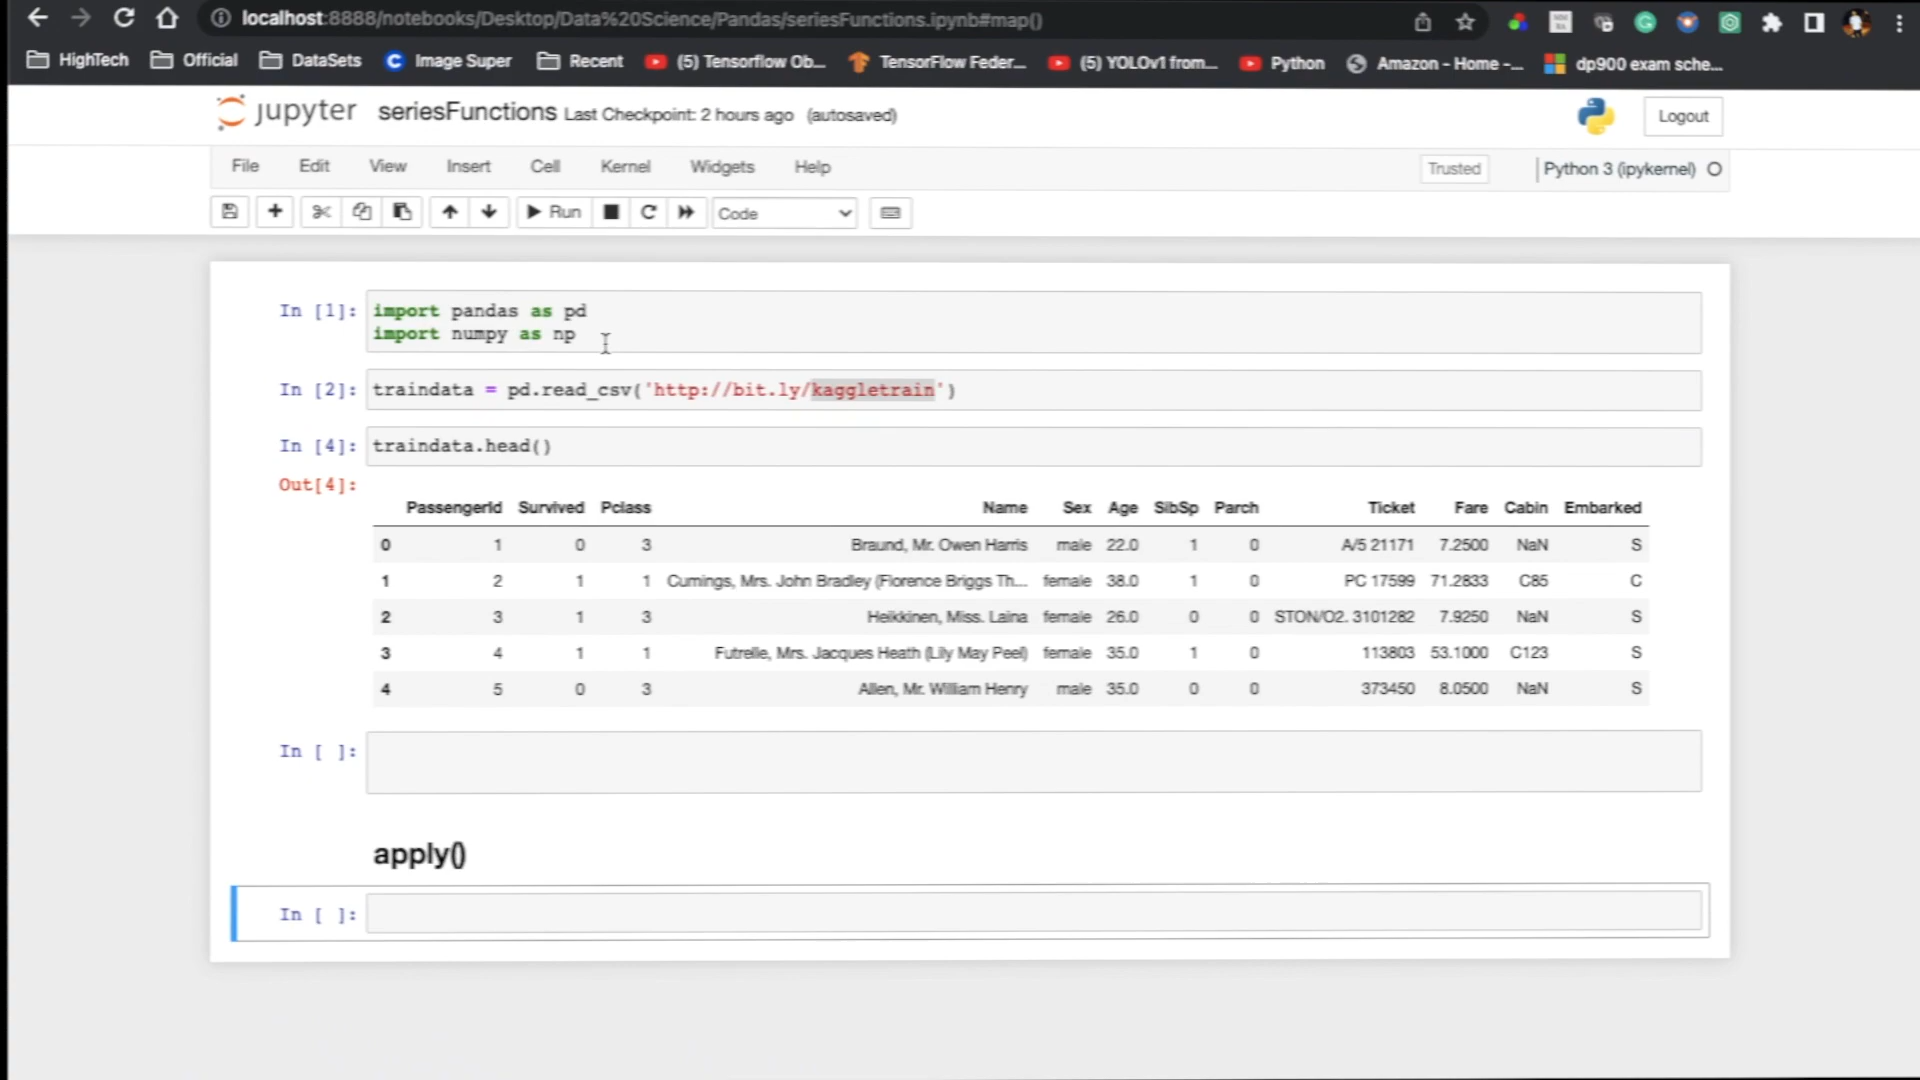 localhost:8888/notebooks/Desktop/Data%20Science/Pandas/seriesFunctions.ipynb#map()
HighTech Official DataSets Image Super Recent (5) Tensorflow Ob... TensorFlow Feder... (5) YOLOv1 from... Python Amazon - Home -... dp900 exam sche...
jupyter seriesFunctions Last Checkpoint: 2 hours ago (autosaved) Logout
File Edit View Insert Cell Kernel Widgets Help Trusted Python 3 (ipykernel)
Run Code
In [1]: import pandas as pd
import numpy as np
In [2]: traindata = pd.read_csv('http://bit.ly/kaggletrain')
In [4]: traindata.head()
Out[4]:
PassengerId Survived Pclass Name Sex Age SibSp Parch Ticket Fare Cabin Embarked
0 1 0 3 Braund, Mr. Owen Harris male 22.0 1 0 A/5 21171 7.2500 NaN S
1 2 1 1 Cumings, Mrs. John Bradley (Florence Briggs Th... female 38.0 1 0 PC 17599 71.2833 C85 C
2 3 1 3 Heikkinen, Miss. Laina female 26.0 0 0 STON/O2. 3101282 7.9250 NaN S
3 4 1 1 Futrelle, Mrs. Jacques Heath (Lily May Peel) female 35.0 1 0 113803 53.1000 C123 S
4 5 0 3 Allen, Mr. William Henry male 35.0 0 0 373450 8.0500 NaN S
In [ ]:
apply()
In [ ]: